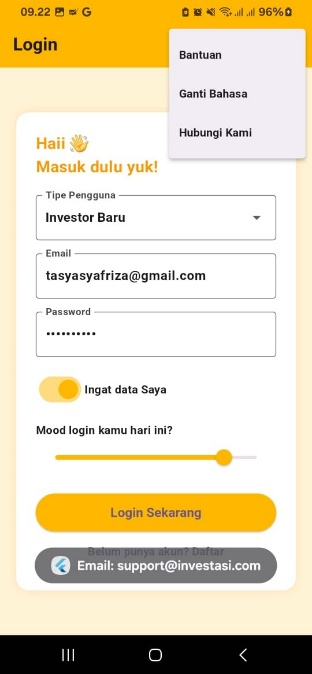 09.22 G 96%
Login
Bantuan
Ganti Bahasa
Hubungi Kami
Haii 👋
Masuk dulu yuk!
Tipe Pengguna
Investor Baru
Email
tasyasyafriza@gmail.com
Password
••••••••••
Ingat data Saya
Mood login kamu hari ini?
Login Sekarang
Belum punya akun? Daftar
Email: support@investasi.com